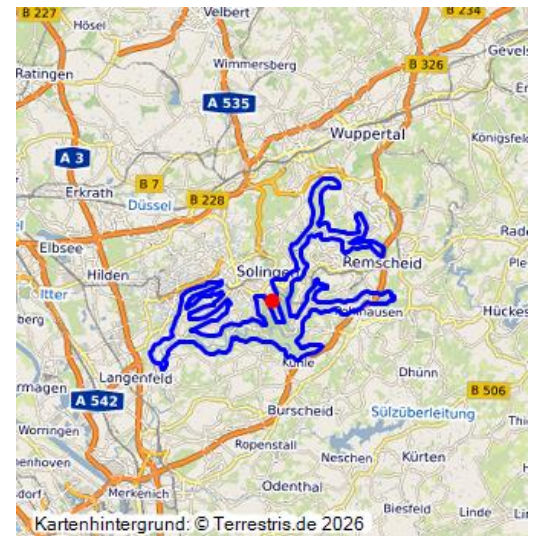 B 227
Velbert
B 234
Hösel
Gevels
Wimmersberg
B 326
Ratingen
A 535
Wuppertal
Königsfel
A 3
Erkrath
B 7
B 228
Düssel
Elbsee
Solinge
Remscheid
Hilden
Itter
Hückes
Langenfeld
Dhünn
A 542
B 506
Burscheid
Sülzüberleitung
Worringen
Ropenstall
Neschen
Kürten
Odenthal
Merkenich
Biesfeld
Linde
Kartenhintergrund: © Terrestris.de 2026